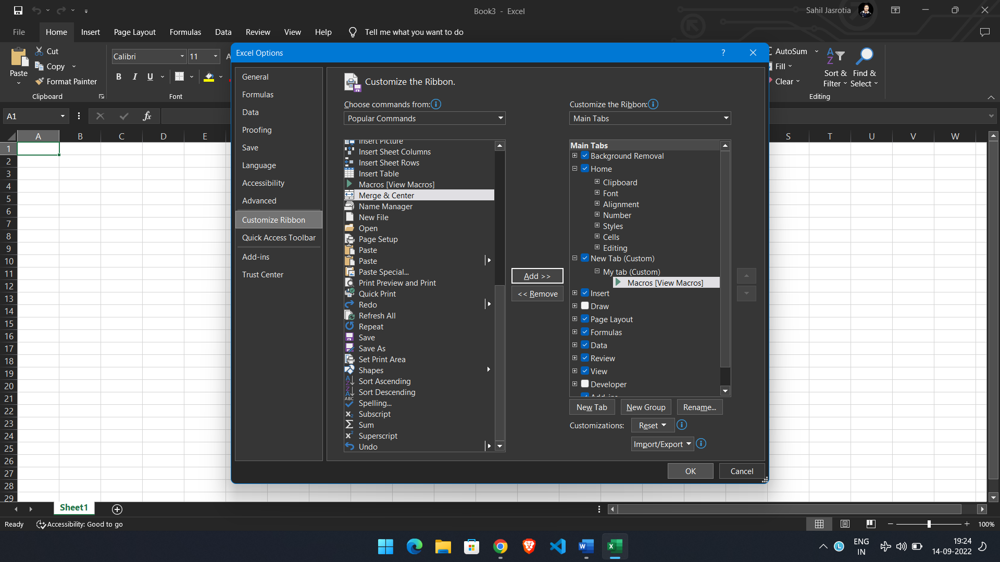 Book3 - Excel
Sahil Jasrotia
File
Home
Insert
Page Layout
Formulas
Data
Review
View
Help
Tell me what you want to do
Paste
Cut
Copy
Format Painter
Clipboard
Calibri
11
A
B
I
U
Font
AutoSum
Fill
Clear
Sort &
Filter
Find &
Select
Editing
A1
fx
A B C D E S T U V W
1
2
3
4
5
6
7
8
9
10
11
12
13
14
15
16
17
18
19
20
21
22
23
24
25
26
27
28
29
Excel Options
?
General
Formulas
Data
Proofing
Save
Language
Accessibility
Advanced
Customize Ribbon
Quick Access Toolbar
Add-ins
Trust Center
Customize the Ribbon.
Choose commands from:
Popular Commands
Insert Picture
Insert Sheet Columns
Insert Sheet Rows
Insert Table
Macros [View Macros]
Merge & Center
Name Manager
New File
Open
Page Setup
Paste
Paste
Paste Special...
Print Preview and Print
Quick Print
Redo
Refresh All
Repeat
Save
Save As
Set Print Area
Shapes
Sort Ascending
Sort Descending
Spelling...
Subscript
Sum
Superscript
Undo
Add >>
<< Remove
Customize the Ribbon:
Main Tabs
Main Tabs
Background Removal
Home
Clipboard
Font
Alignment
Number
Styles
Cells
Editing
New Tab (Custom)
My tab (Custom)
Macros [View Macros]
Insert
Draw
Page Layout
Formulas
Data
Review
View
Developer
Add-ins
New Tab
New Group
Rename...
Customizations:
Reset
Import/Export
OK
Cancel
Sheet1
Ready
Accessibility: Good to go
100%
ENG
IN
19:24
14-09-2022